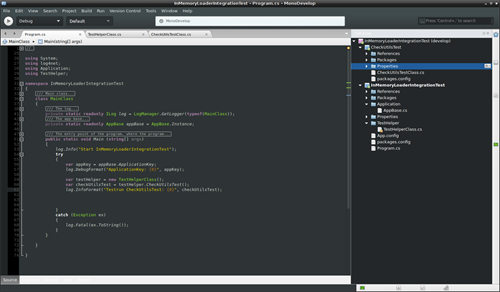 InMemoryLoaderIntegrationTest - Program.cs - MonoDevelop
File Edit View Search Project Build Run Version Control Tools Window Help
Debug
Default
MonoDevelop
Press 'Control+,' to search
Program.cs
TestHelperClass.cs
CheckUtilsTestClass.cs
MainClass
Main(string[] args)
using System;
using log4net;
using Application;
using TestHelper;
namespace InMemoryLoaderIntegrationTest
{
/// Main class...
class MainClass
{
/// The log...
private static readonly ILog log = LogManager.GetLogger(typeof(MainClass));
/// The app base...
private static readonly AppBase appBase = AppBase.Instance;
/// The entry point of the program, where the program...
public static void Main (string[] args)
{
log.Info("Start InMemoryLoaderIntegrationTest");
try
{
var appKey = appBase.ApplicationKey;
log.DebugFormat("ApplicationKey: {0}", appKey);
var testHelper = new TestHelperClass();
var checkUtilsTest = testHelper.CheckUtilsTest();
log.InfoFormat("Testrun CheckUtilsTest: {0}", checkUtilsTest);
}
catch (Exception ex)
{
log.Fatal(ex.ToString());
}
}
}
}
Source
InMemoryLoaderIntegrationTest (develop)
CheckUtilsTest
References
Packages
Properties
CheckUtilsTestClass.cs
packages.config
InMemoryLoaderIntegrationTest
References
Packages
Application
AppBase.cs
Properties
TestHelper
TestHelperClass.cs
App.config
packages.config
Program.cs